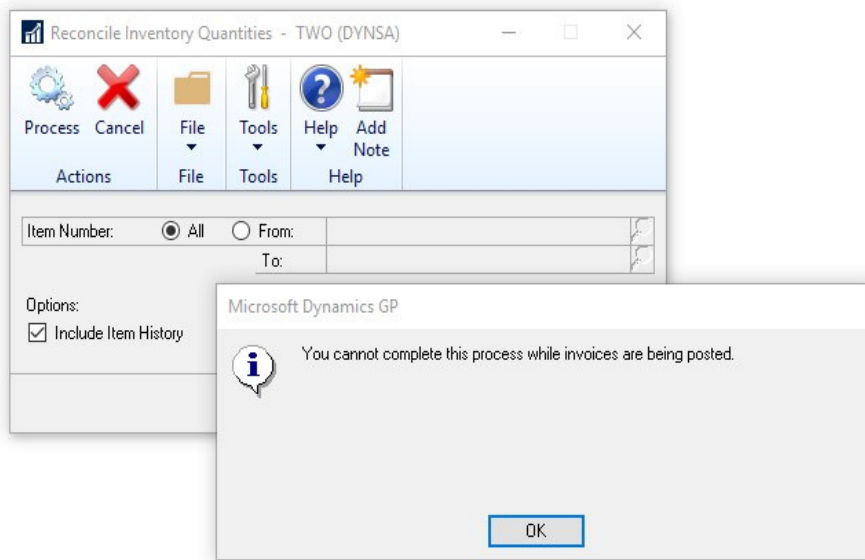 Reconcile Inventory Quantities - TWO (DYNSA)
Process Cancel File Tools Help Add Note
Actions File Tools Help
Item Number: All From:
To:
Options:
Include Item History
Microsoft Dynamics GP
You cannot complete this process while invoices are being posted.
OK